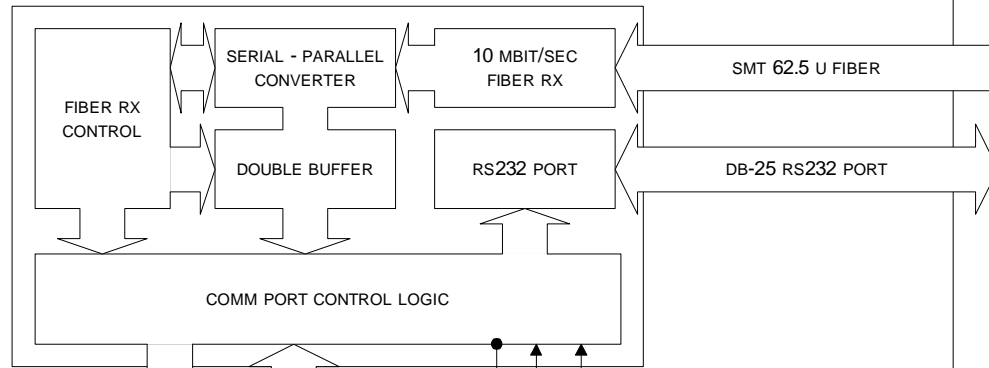 SERIAL - PARALLEL
CONVERTER
10 MBIT/SEC
FIBER RX
SMT 62.5 U FIBER
FIBER RX
CONTROL
DOUBLE BUFFER
RS232 PORT
DB-25 RS232 PORT
COMM PORT CONTROL LOGIC